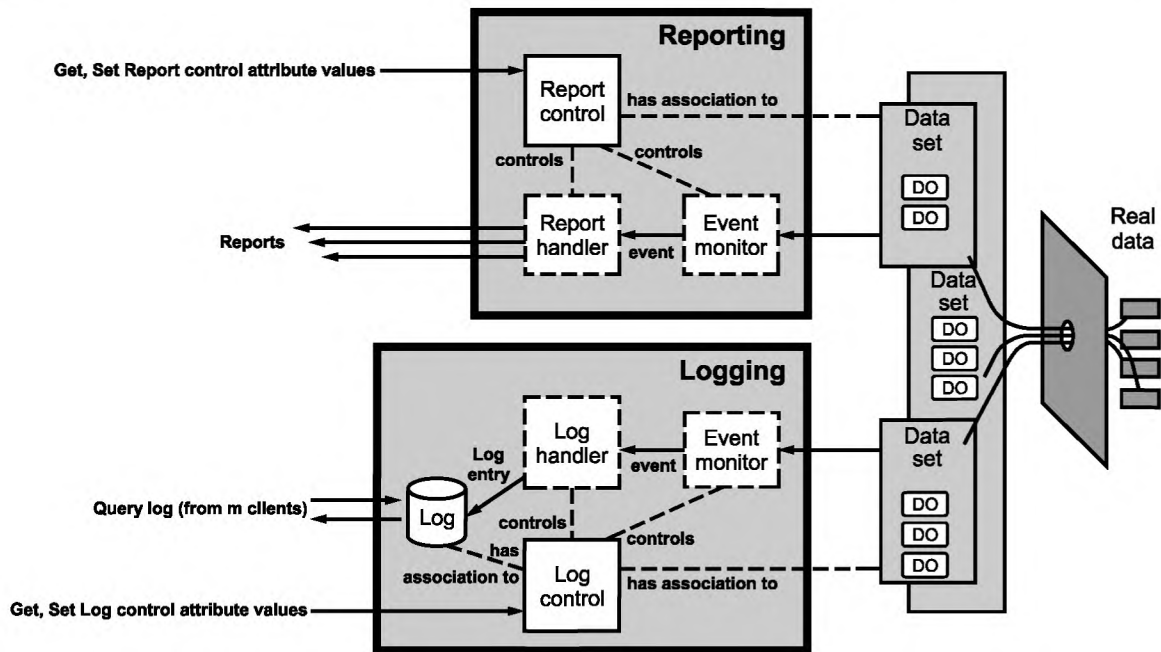 Reporting
Get, Set Report control attribute values
Report
control
has association to
Data
set
controls
controls
DO
DO
Report
handler
Event
monitor
event
Reports
Real
data
Data
set
DO
DO
DO
Logging
Log
handler
Event
monitor
event
Data
set
Log
entry
Query log (from m clients)
Log
controls
controls
has
association to
DO
DO
DO
Log
control
has association to
Get, Set Log control attribute values